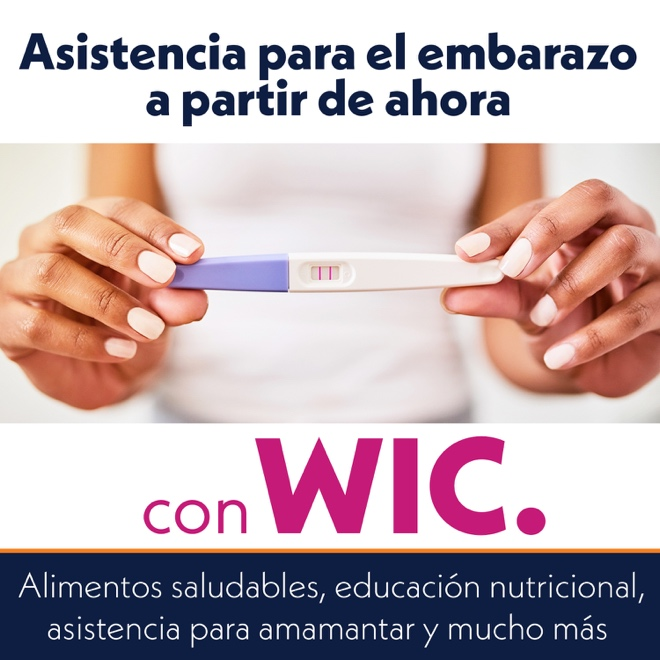 Asistencia para el embarazo
a partir de ahora
con WIC.
Alimentos saludables, educación nutricional,
asistencia para amamantar y mucho más